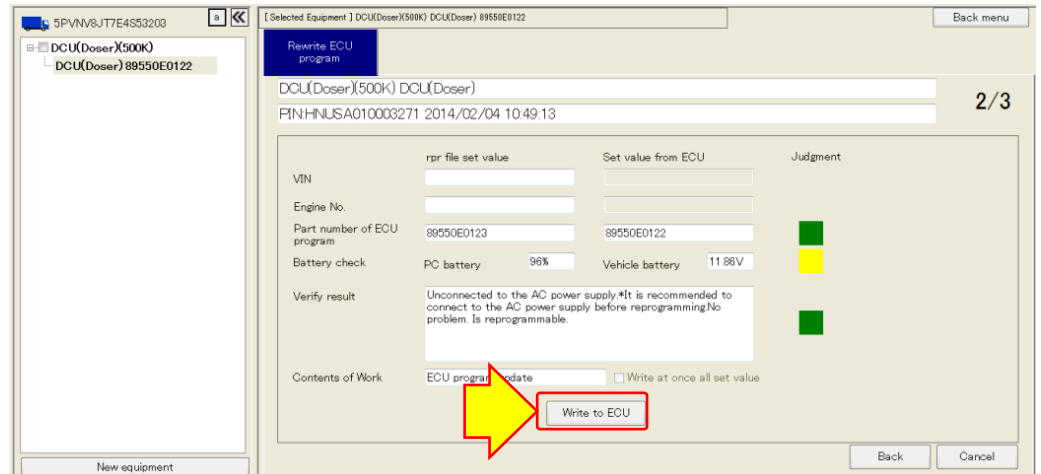 5PVNV8JT7E4S53203
a
[ Selected Equipment ] DCU(Doser)(500K) DCU(Doser) 89550E0122
Back menu
DCU(Doser)(500K)
DCU(Doser) 89550E0122
Rewrite ECU
program
DCU(Doser)(500K) DCU(Doser)
PIN:HNUSA010003271 2014/02/04 10:49:13
2/3
rpr file set value
Set value from ECU
Judgment
VIN
Engine No.
Part number of ECU
program
89550E0123
89550E0122
Battery check
PC battery
96%
Vehicle battery
11.86V
Verify result
Unconnected to the AC power supply.*It is recommended to
connect to the AC power supply before reprogramming.No
problem. Is reprogrammable.
Contents of Work
ECU program
Write at once all set value
Write to ECU
Back
Cancel
New equipment